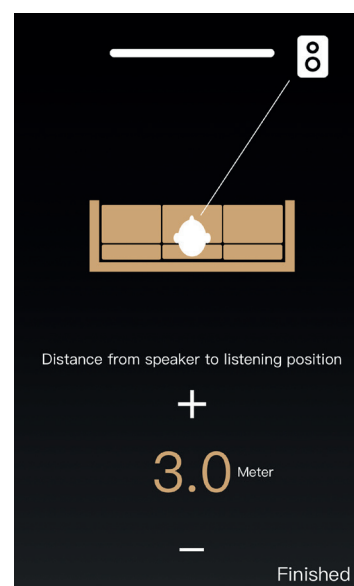 Distance from speaker to listening position
+
3.0 Meter
−
Finished